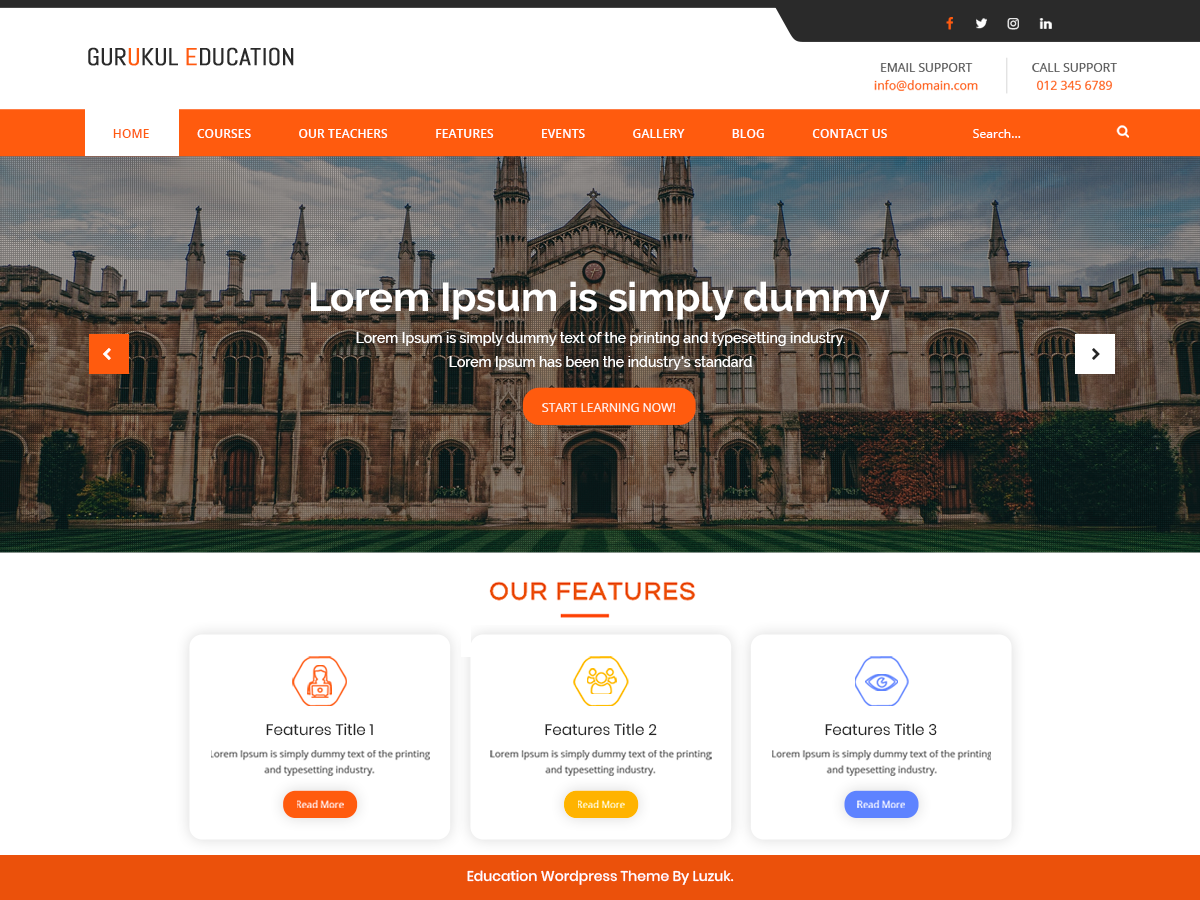 GURUKUL EDUCATION
EMAIL SUPPORT
info@domain.com
CALL SUPPORT
012 345 6789
HOME COURSES OUR TEACHERS FEATURES EVENTS GALLERY BLOG CONTACT US Search...
Lorem Ipsum is simply dummy
Lorem Ipsum is simply dummy text of the printing and typesetting industry.
Lorem Ipsum has been the industry's standard
START LEARNING NOW!
OUR FEATURES
Features Title 1
Lorem Ipsum is simply dummy text of the printing
and typesetting industry.
Read More
Features Title 2
Lorem Ipsum is simply dummy text of the printing
and typesetting industry.
Read More
Features Title 3
Lorem Ipsum is simply dummy text of the printing
and typesetting industry.
Read More
Education Wordpress Theme By Luzuk.